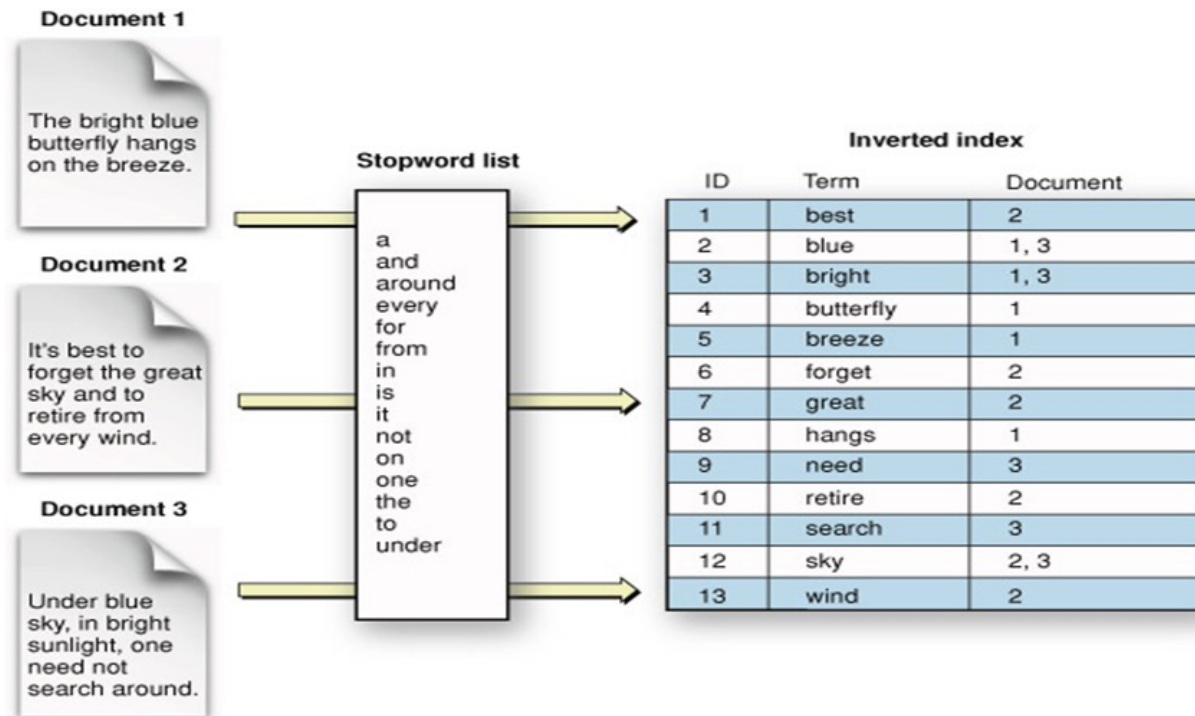 Document 1
The bright blue
butterfly hangs
on the breeze.
Document 2
It's best to
forget the great
sky and to
retire from
every wind.
Document 3
Under blue
sky, in bright
sunlight, one
need not
search around.
Stopword list
a
and
around
every
for
from
in
is
it
not
on
one
the
to
under
Inverted index
ID Term Document
1 best 2
2 blue 1, 3
3 bright 1, 3
4 butterfly 1
5 breeze 1
6 forget 2
7 great 2
8 hangs 1
9 need 3
10 retire 2
11 search 3
12 sky 2, 3
13 wind 2